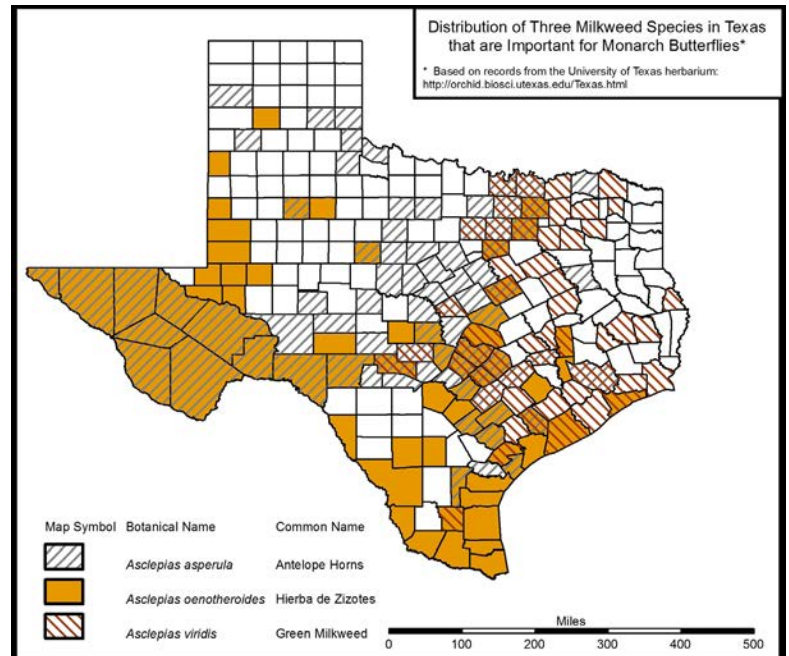 Distribution of Three Milkweed Species in Texas
that are Important for Monarch Butterflies*
* Based on records from the University of Texas herbarium:
http://orchid.biosci.utexas.edu/Texas.html
Map Symbol Botanical Name Common Name
Asclepias asperula Antelope Horns
Asclepias oenotheroides Hierba de Zizotes
Asclepias viridis Green Milkweed
Miles
0 100 200 300 400 500